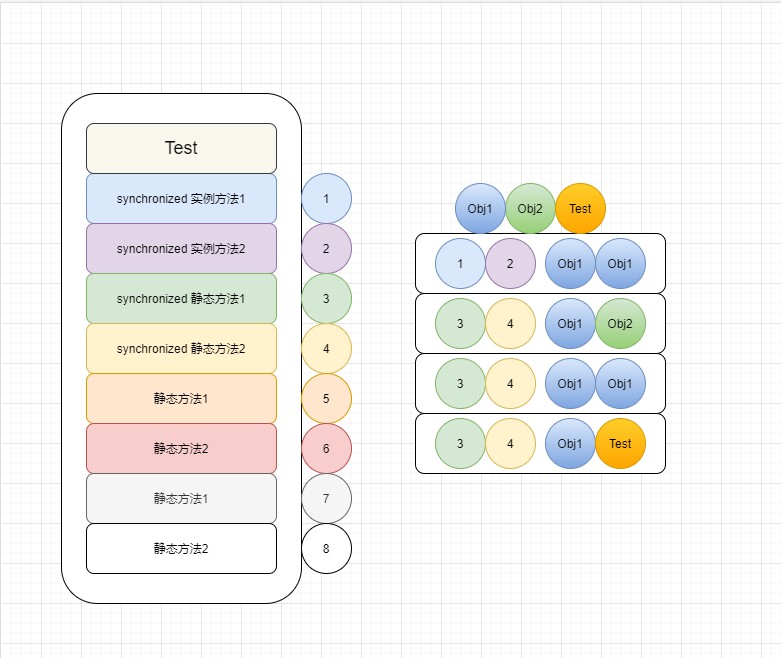 Test
synchronized 实例方法1
1
synchronized 实例方法2
2
synchronized 静态方法1
3
synchronized 静态方法2
4
静态方法1
5
静态方法2
6
静态方法1
7
静态方法2
8
Obj1 Obj2 Test
1 2 Obj1 Obj1
3 4 Obj1 Obj2
3 4 Obj1 Obj1
3 4 Obj1 Test